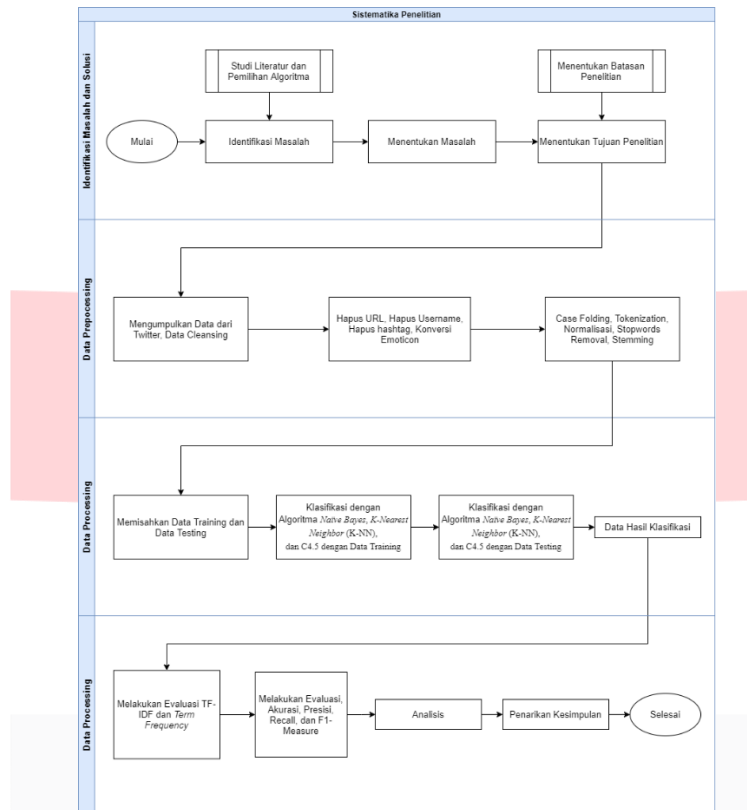 Sistematika Penelitian
Identifikasi Masalah dan Solusi
Studi Literatur dan
Pemilihan Algoritma
Menentukan Batasan
Penelitian
Mulai
Identifikasi Masalah
Menentukan Masalah
Menentukan Tujuan Penelitian
Data Prepocessing
Mengumpulkan Data dari
Twitter, Data Cleansing
Hapus URL, Hapus Username,
Hapus hashtag, Konversi
Emoticon
Case Folding, Tokenization,
Normalisasi, Stopwords
Removal, Stemming
Data Processing
Memisahkan Data Training dan
Data Testing
Klasifikasi dengan
Algoritma Naive Bayes, K-Nearest
Neighbor (K-NN),
dan C4.5 dengan Data Training
Klasifikasi dengan
Algoritma Naive Bayes, K-Nearest
Neighbor (K-NN),
dan C4.5 dengan Data Testing
Data Hasil Klasifikasi
Data Processing
Melakukan Evaluasi TF-
IDF dan Term
Frequency
Melakukan Evaluasi,
Akurasi, Presisi,
Recall, dan F1-
Measure
Analisis
Penarikan Kesimpulan
Selesai